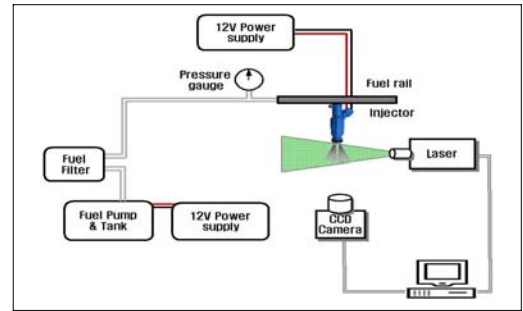 12V Power
supply
Pressure
gauge
Fuel rail
Injector
Laser
Fuel
Filter
Fuel Pump
& Tank
12V Power
supply
CCD
Camera